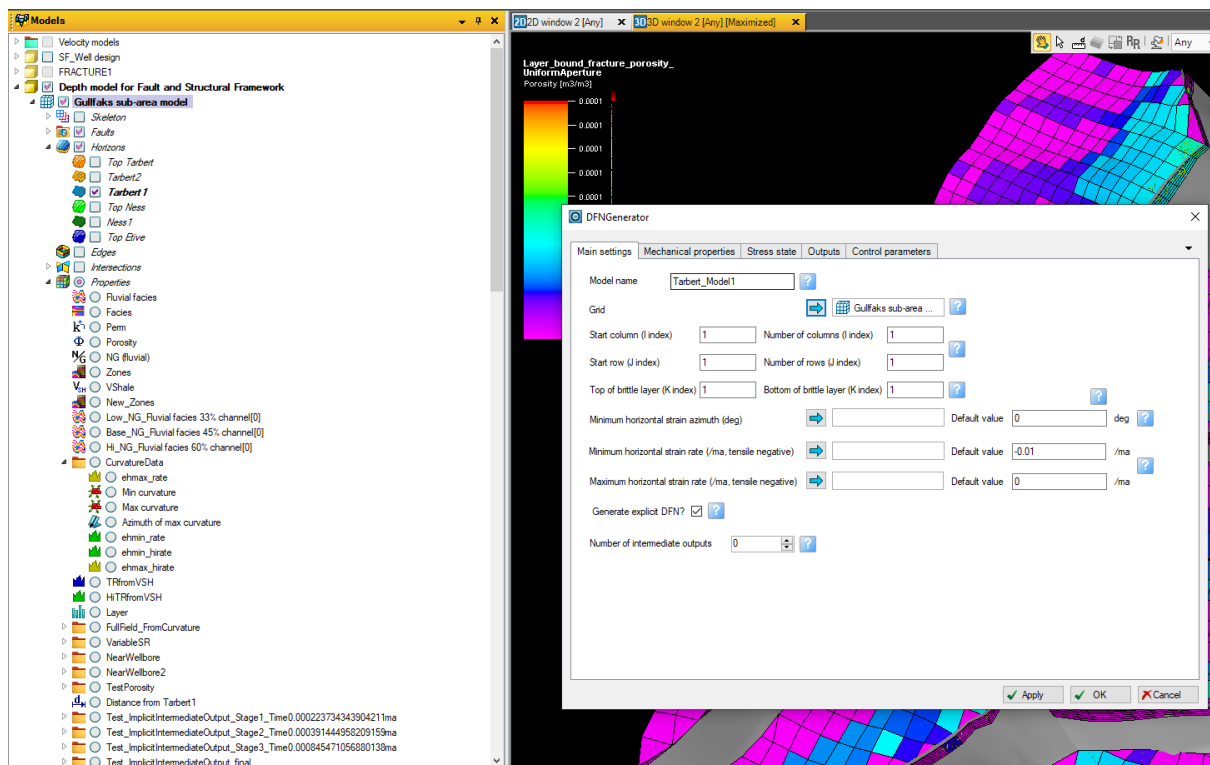 Models
Velocity models
SF_Well design
FRACTURE1
Depth model for Fault and Structural Framework
Gullfaks sub-area model
Skeleton
Faults
Horizons
Top Tarbert
Tarbert2
Tarbert 1
Top Ness
Ness1
Top Etive
Edges
Intersections
Properties
Fluvial facies
Facies
Perm
Porosity
NG (fluvial)
Zones
VShale
New_Zones
Low_NG_Fluvial facies 33% channel[0]
Base_NG_Fluvial facies 45% channel[0]
Hi_NG_Fluvial facies 60% channel[0]
CurvatureData
ehmax_rate
Min curvature
Max curvature
Azimuth of max curvature
ehmin_rate
ehmin_hirate
ehmax_hirate
TRfromVSH
HiTRfromVSH
Layer
FullField_FromCurvature
VariableSR
NearWellbore
NearWellbore2
TestPorosity
Distance from Tarbert1
Test_ImplicitIntermediateOutput_Stage1_Time0.000223734343904211ma
Test_ImplicitIntermediateOutput_Stage2_Time0.000391444958209159ma
Test_ImplicitIntermediateOutput_Stage3_Time0.000845471056880138ma
Test_ImplicitIntermediateOutput_final
2D 2D window 2 [Any] 3D 3D window 2 [Any] [Maximized]
Any
Layer_bound_fracture_porosity_
UniformAperture
Porosity [m3/m3]
0.0001
0.0001
0.0001
0.0001
DFNGenerator
Main settings Mechanical properties Stress state Outputs Control parameters
Model name Tarbert_Model1 ?
Grid Gullfaks sub-area ... ?
Start column (I index) 1 Number of columns (I index) 1
?
Start row (J index) 1 Number of rows (J index) 1
Top of brittle layer (K index) 1 Bottom of brittle layer (K index) 1 ?
?
Minimum horizontal strain azimuth (deg) Default value 0 deg ?
Minimum horizontal strain rate (/ma, tensile negative) Default value -0.01 /ma
?
Maximum horizontal strain rate (/ma, tensile negative) Default value 0 /ma
Generate explicit DFN? ?
Number of intermediate outputs 0 ?
Apply OK Cancel